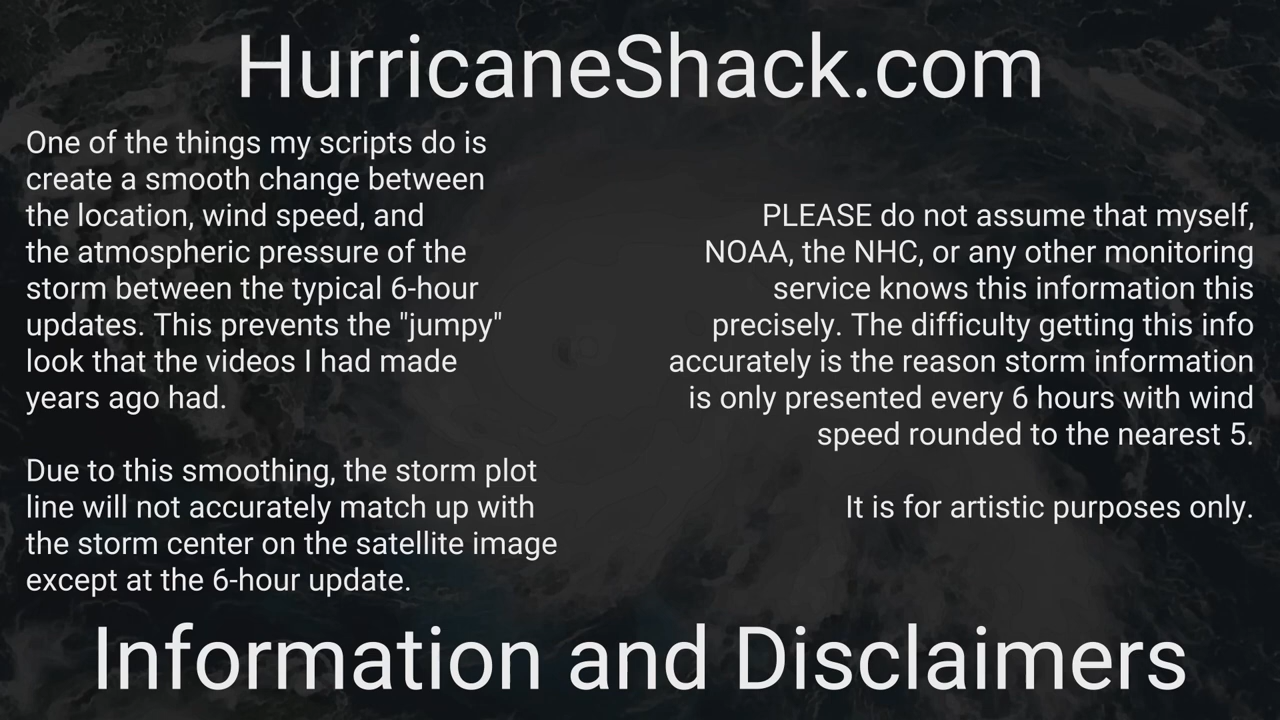 HurricaneShack.com
One of the things my scripts do is
create a smooth change between
the location, wind speed, and
the atmospheric pressure of the
storm between the typical 6-hour
updates. This prevents the "jumpy"
look that the videos I had made
years ago had.
Due to this smoothing, the storm plot
line will not accurately match up with
the storm center on the satellite image
except at the 6-hour update.
PLEASE do not assume that myself,
NOAA, the NHC, or any other monitoring
service knows this information this
precisely. The difficulty getting this info
accurately is the reason storm information
is only presented every 6 hours with wind
speed rounded to the nearest 5.
It is for artistic purposes only.
Information and Disclaimers